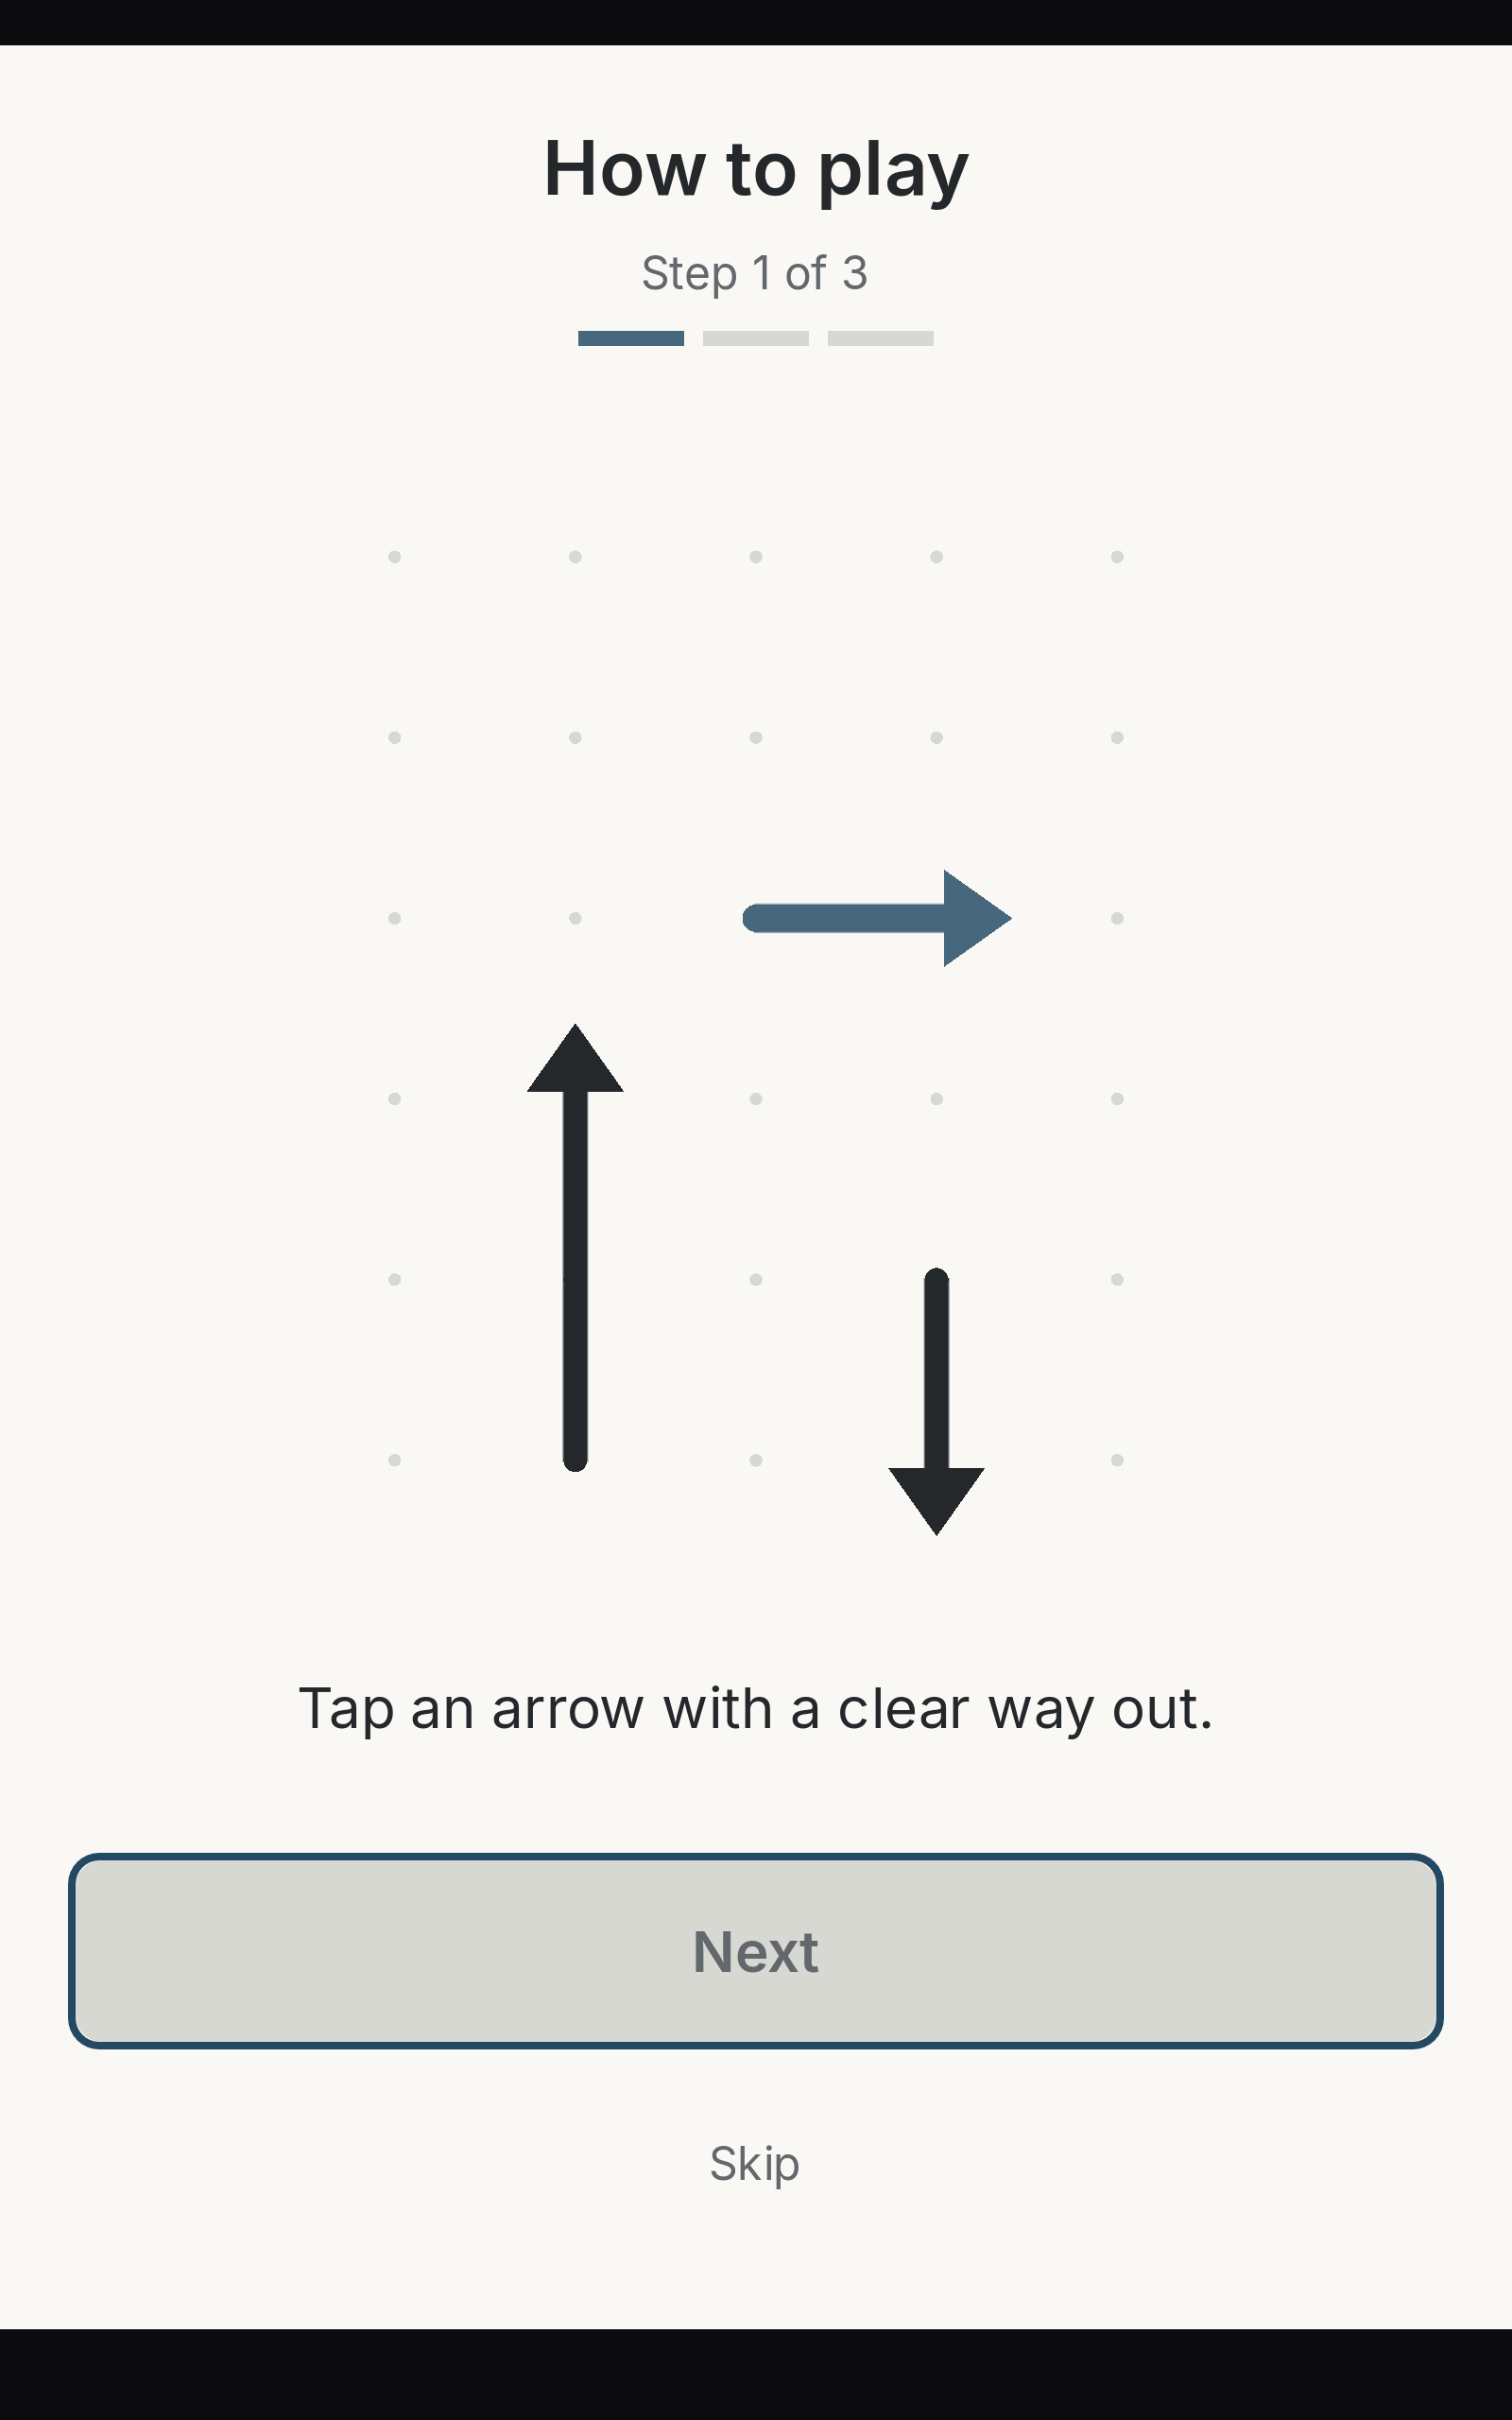 How to play
Step 1 of 3
Tap an arrow with a clear way out.
Next
Skip